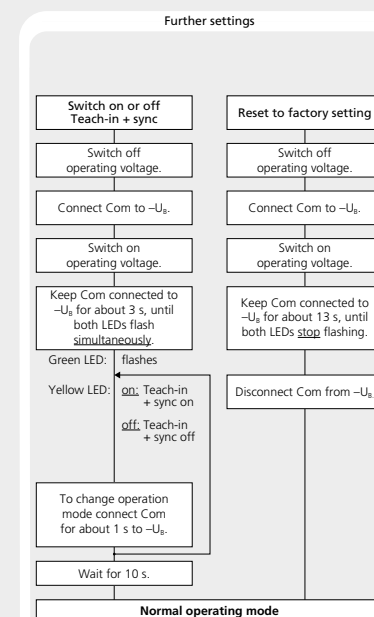 Further settings
Switch on or off
Teach-in + sync
Switch off
operating voltage.
Connect Com to –U_B.
Switch on
operating voltage.
Keep Com connected to
–U_B for about 3 s, until
both LEDs flash
simultaneously.
Green LED: flashes
Yellow LED: on: Teach-in
+ sync on
off: Teach-in
+ sync off
To change operation
mode connect Com
for about 1 s to –U_B.
Wait for 10 s.
Reset to factory setting
Switch off
operating voltage.
Connect Com to –U_B.
Switch on
operating voltage.
Keep Com connected to
–U_B for about 13 s, until
both LEDs stop flashing.
Disconnect Com from –U_B.
Normal operating mode